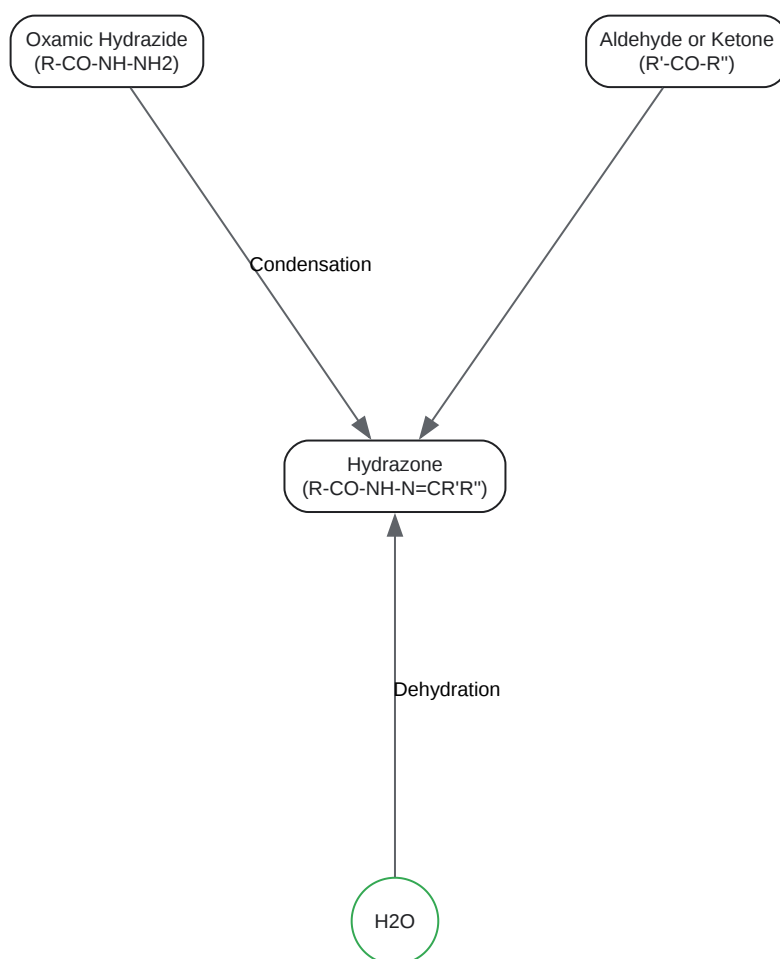 Oxamic Hydrazide
(R-CO-NH-NH2)
Aldehyde or Ketone
(R'-CO-R")
Condensation
Hydrazone
(R-CO-NH-N=CR'R")
Dehydration
H2O